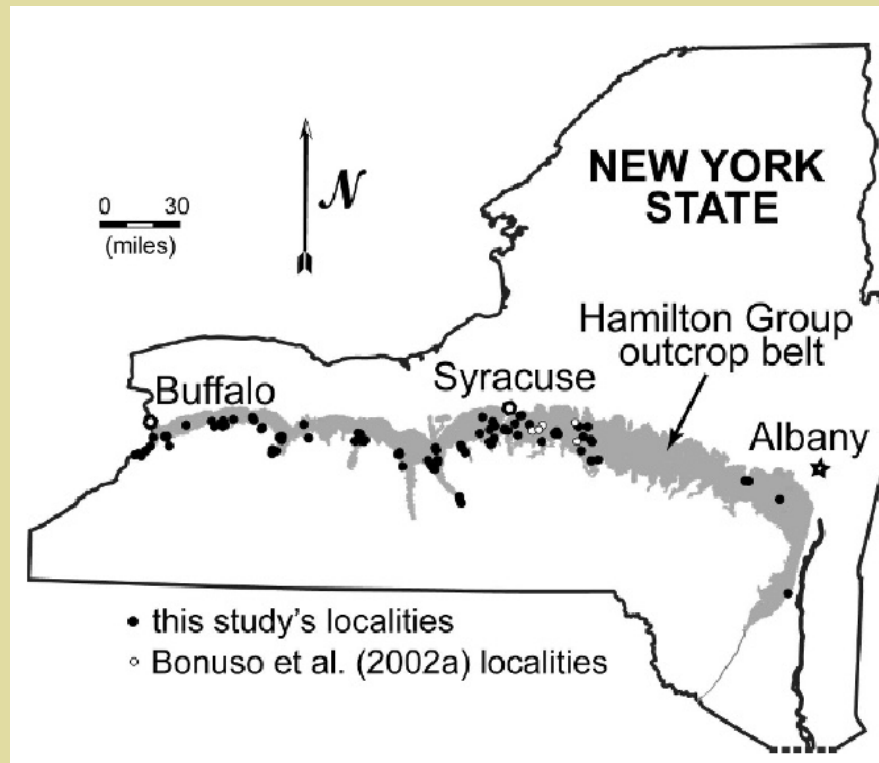 NEW YORK
STATE
N
0 30
(miles)
Hamilton Group
outcrop belt
Buffalo
Syracuse
Albany
• this study's localities
◦ Bonuso et al. (2002a) localities